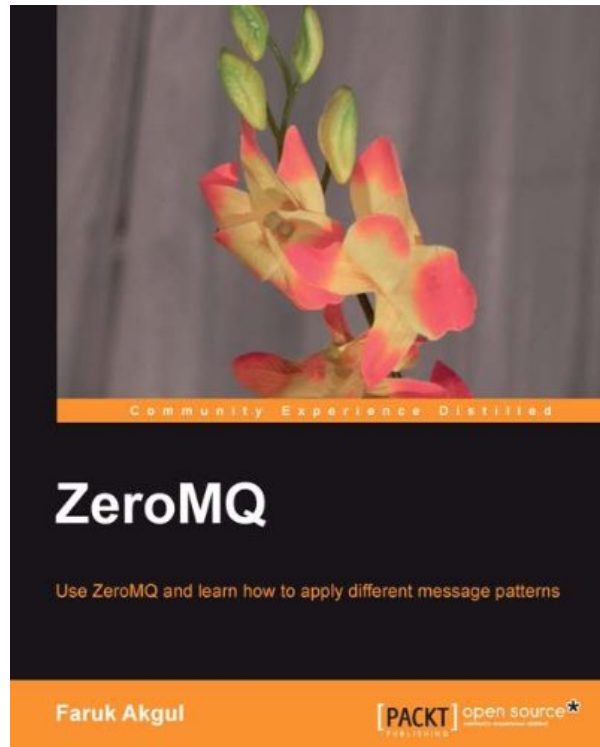 Community Experience Distilled
ZeroMQ
Use ZeroMQ and learn how to apply different message patterns
Faruk Akgul
[PACKT] open source*
PUBLISHING